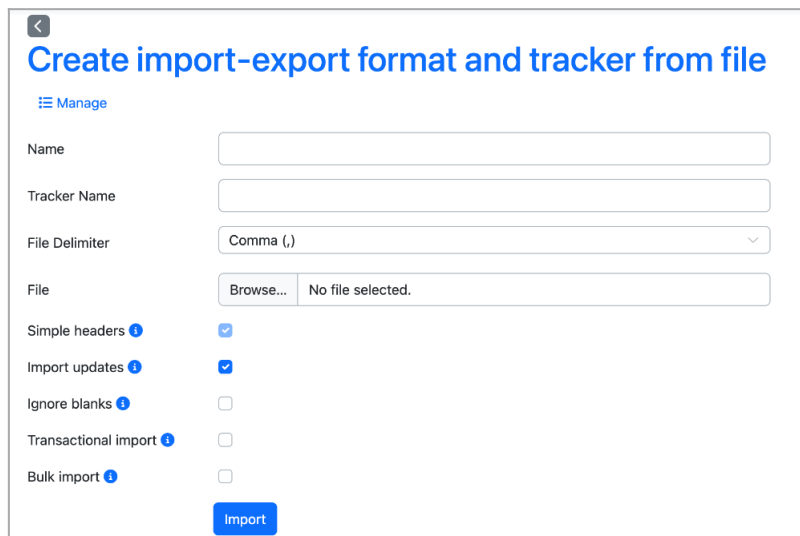 Create import-export format and tracker from file
Manage
Name
Tracker Name
File Delimiter
Comma (,)
File
Browse... No file selected.
Simple headers
Import updates
Ignore blanks
Transactional import
Bulk import
Import